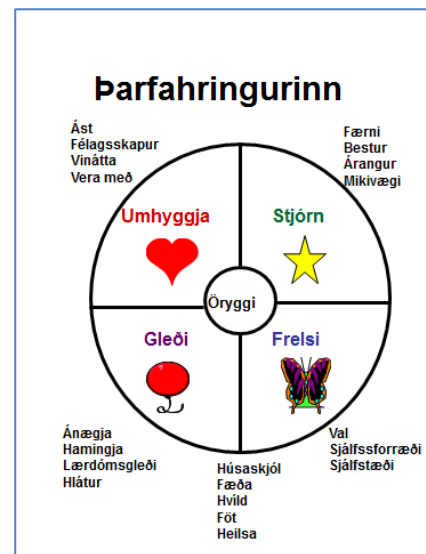 Þarfahringurinn
Ást
Félagsskapur
Vinátta
Vera með
Færni
Bestur
Árangur
Mikivægi
Umhyggja
Stjórn
Öryggi
Gleði
Frelsi
Ánægja
Hamingja
Lærdómsgleði
Hlátur
Húsaskjól
Fæða
Hvíld
Föt
Heilsa
Val
Sjálfssforræði
Sjálfstæði